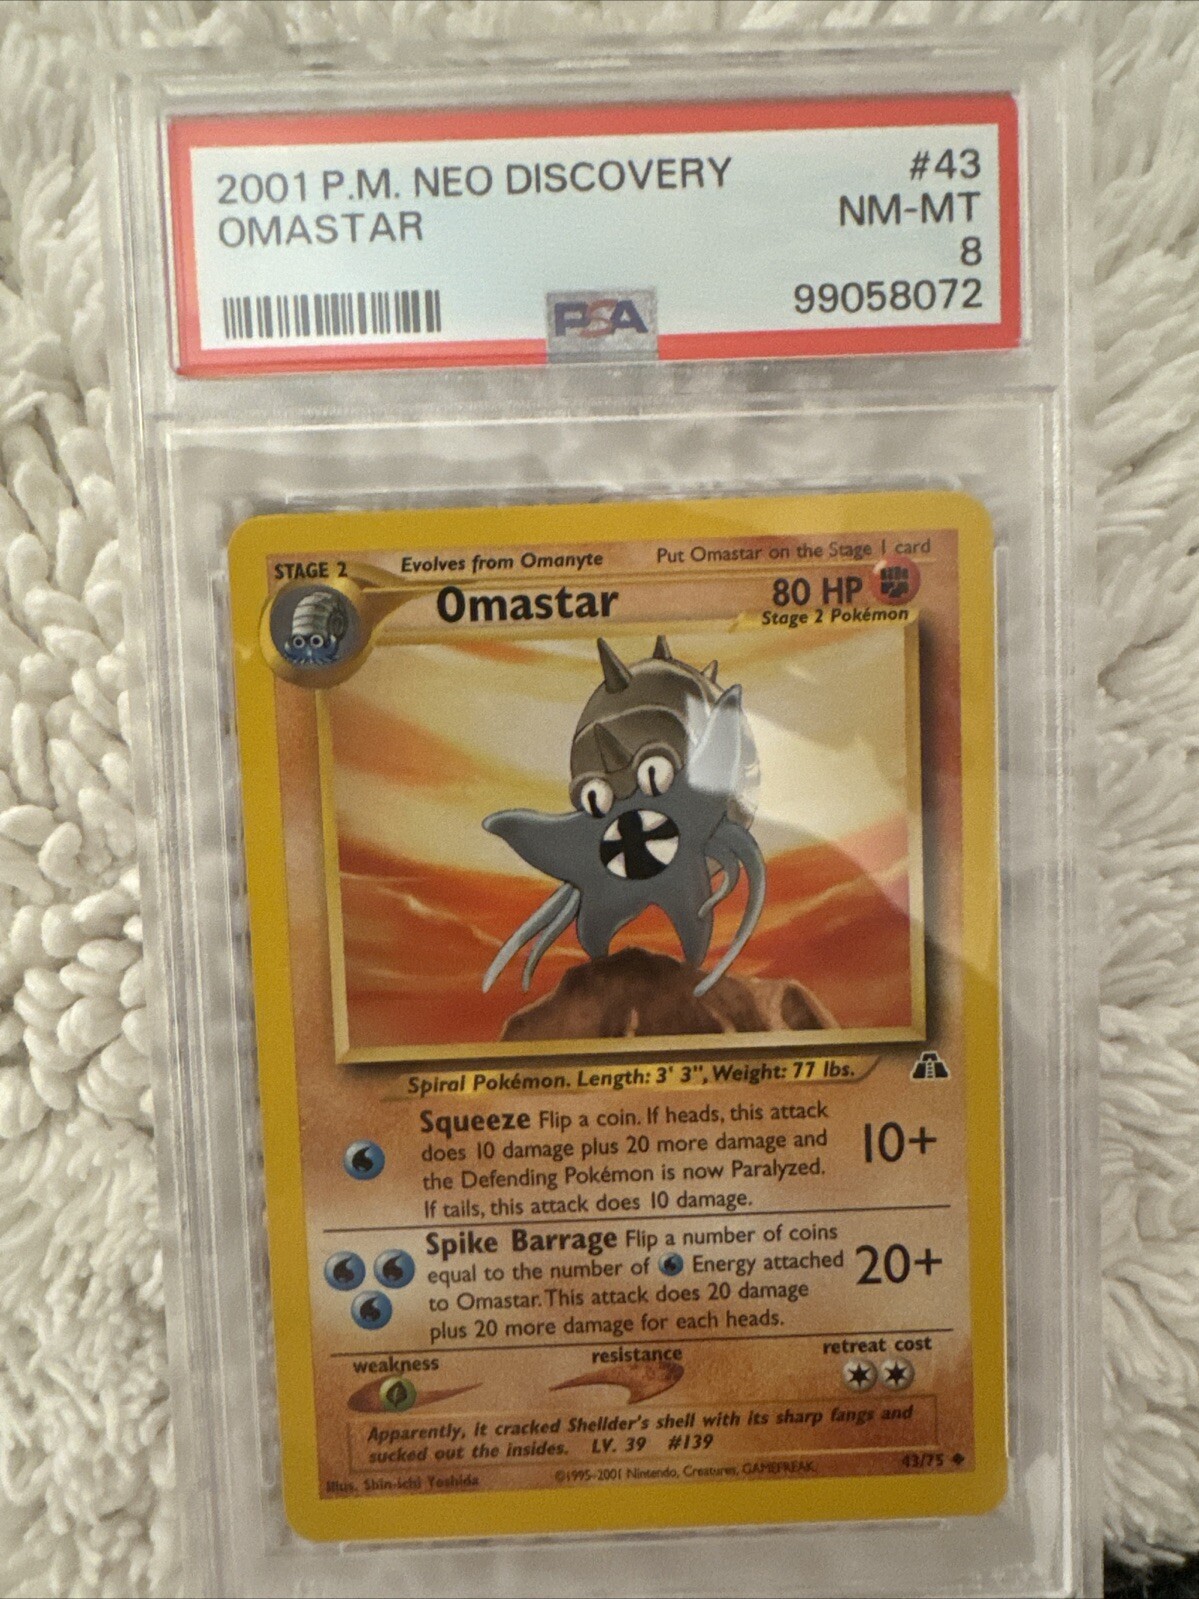 2001 P.M. NEO DISCOVERY #43
OMASTAR NM-MT
8
PSA 99058072
STAGE 2 Evolves from Omanyte Put Omastar on the Stage 1 card
Omastar 80 HP
Stage 2 Pokémon
Spiral Pokémon. Length: 3' 3", Weight: 77 lbs.
Squeeze Flip a coin. If heads, this attack
does 10 damage plus 20 more damage and
the Defending Pokémon is now Paralyzed.
If tails, this attack does 10 damage.
10+
Spike Barrage Flip a number of coins
equal to the number of Energy attached
to Omastar. This attack does 20 damage
plus 20 more damage for each heads.
20+
weakness resistance retreat cost
Apparently, it cracked Shellder's shell with its sharp fangs and
sucked out the insides. LV. 39 #139
Illus. Shin-ichi Yoshida ©1995-2001 Nintendo, Creatures, GAMEFREAK. 43/75